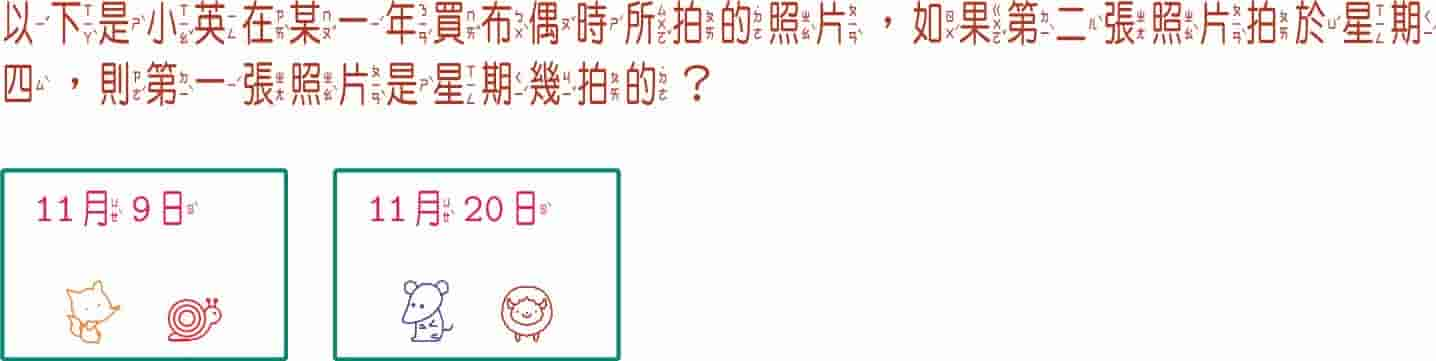 以下是小英在某一年買布偶時所拍的照片，如果第二張照片拍於星期
四，則第一張照片是星期幾拍的？
11月9日
11月20日